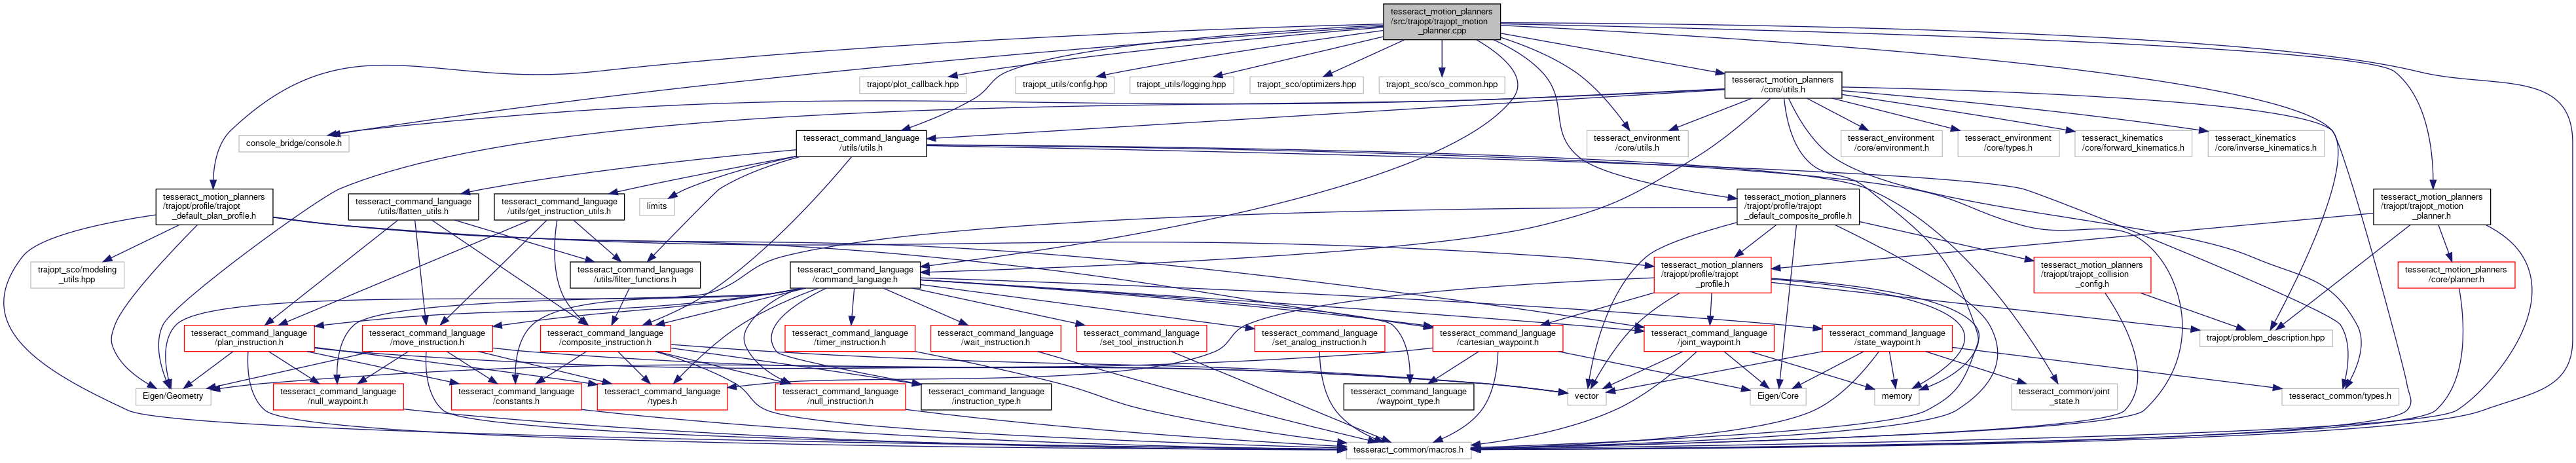 tesseract_motion_planners
/src/trajopt/trajopt_motion
_planner.cpp
trajopt/plot_callback.hpp
trajopt_utils/config.hpp
trajopt_utils/logging.hpp
trajopt_sco/optimizers.hpp
trajopt_sco/sco_common.hpp
tesseract_motion_planners
/core/utils.h
console_bridge/console.h
tesseract_command_language
/utils/utils.h
tesseract_environment
/core/utils.h
tesseract_environment
/core/environment.h
tesseract_environment
/core/types.h
tesseract_kinematics
/core/forward_kinematics.h
tesseract_kinematics
/core/inverse_kinematics.h
tesseract_motion_planners
/trajopt/profile/trajopt
_default_plan_profile.h
tesseract_command_language
/utils/flatten_utils.h
tesseract_command_language
/utils/get_instruction_utils.h
limits
tesseract_motion_planners
/trajopt/profile/trajopt
_default_composite_profile.h
tesseract_motion_planners
/trajopt/trajopt_motion
_planner.h
trajopt_sco/modeling
_utils.hpp
tesseract_command_language
/utils/filter_functions.h
tesseract_command_language
/command_language.h
tesseract_motion_planners
/trajopt/profile/trajopt
_profile.h
tesseract_motion_planners
/trajopt/trajopt_collision
_config.h
tesseract_motion_planners
/core/planner.h
tesseract_command_language
/plan_instruction.h
tesseract_command_language
/move_instruction.h
tesseract_command_language
/composite_instruction.h
tesseract_command_language
/timer_instruction.h
tesseract_command_language
/wait_instruction.h
tesseract_command_language
/set_tool_instruction.h
tesseract_command_language
/set_analog_instruction.h
tesseract_command_language
/cartesian_waypoint.h
tesseract_command_language
/joint_waypoint.h
tesseract_command_language
/state_waypoint.h
trajopt/problem_description.hpp
Eigen/Geometry
tesseract_command_language
/null_waypoint.h
tesseract_command_language
/constants.h
tesseract_command_language
/types.h
tesseract_command_language
/null_instruction.h
tesseract_command_language
/instruction_type.h
tesseract_command_language
/waypoint_type.h
vector
Eigen/Core
memory
tesseract_common/joint
_state.h
tesseract_common/types.h
tesseract_common/macros.h